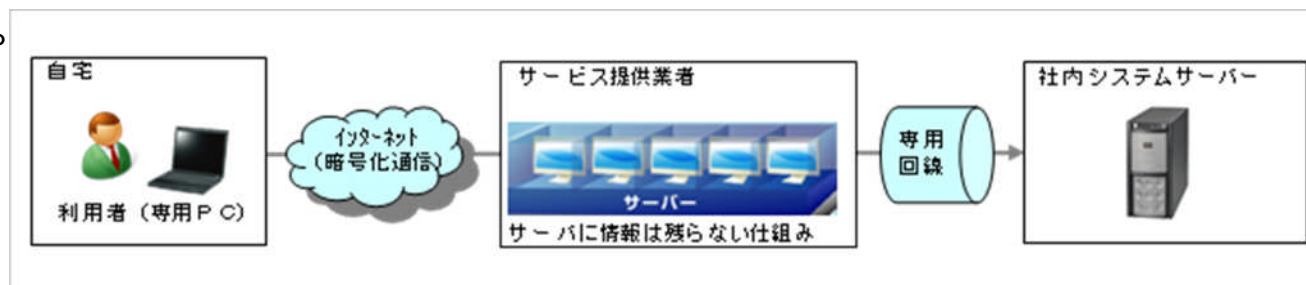 自宅
利用者（専用ＰＣ）
インターネット
（暗号化通信）
サービス提供業者
サーバー
サーバに情報は残らない仕組み
専用
回線
社内システムサーバー